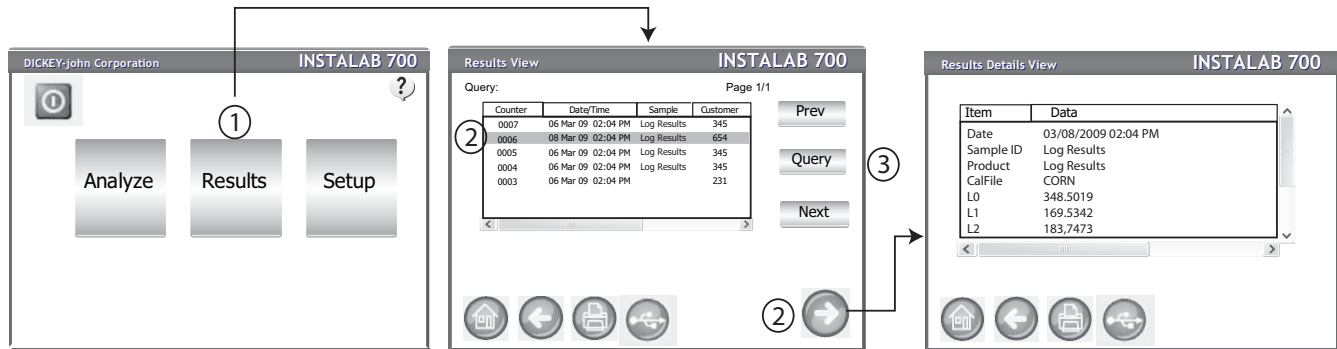 DICKEY-john Corporation INSTALAB 700
?
1
Analyze Results Setup
Results View INSTALAB 700
Query: Page 1/1
Counter Date/Time Sample Customer
0007 06 Mar 09 02:04 PM Log Results 345
0006 08 Mar 09 02:04 PM Log Results 654
0005 06 Mar 09 02:04 PM Log Results 345
0004 06 Mar 09 02:04 PM Log Results 345
0003 06 Mar 09 02:04 PM 231
2
Prev
Query
3
Next
2
Results Details View INSTALAB 700
Item Data
Date 03/08/2009 02:04 PM
Sample ID Log Results
Product Log Results
CalFile CORN
L0 348.5019
L1 169.5342
L2 183,7473